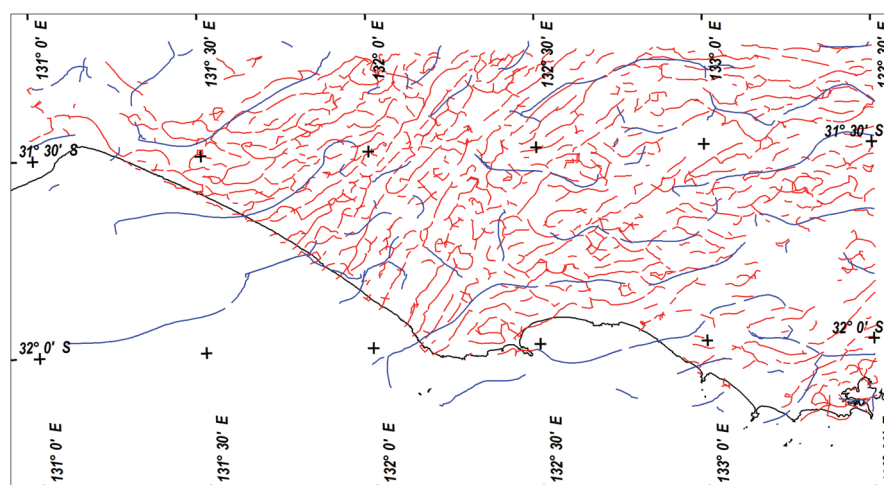 131° 0' E
131° 30' E
132° 0' E
132° 30' E
133° 0' E
31° 30' S
31° 30' S
32° 0' S
32° 0' S
131° 0' E
131° 30' E
132° 0' E
132° 30' E
133° 0' E